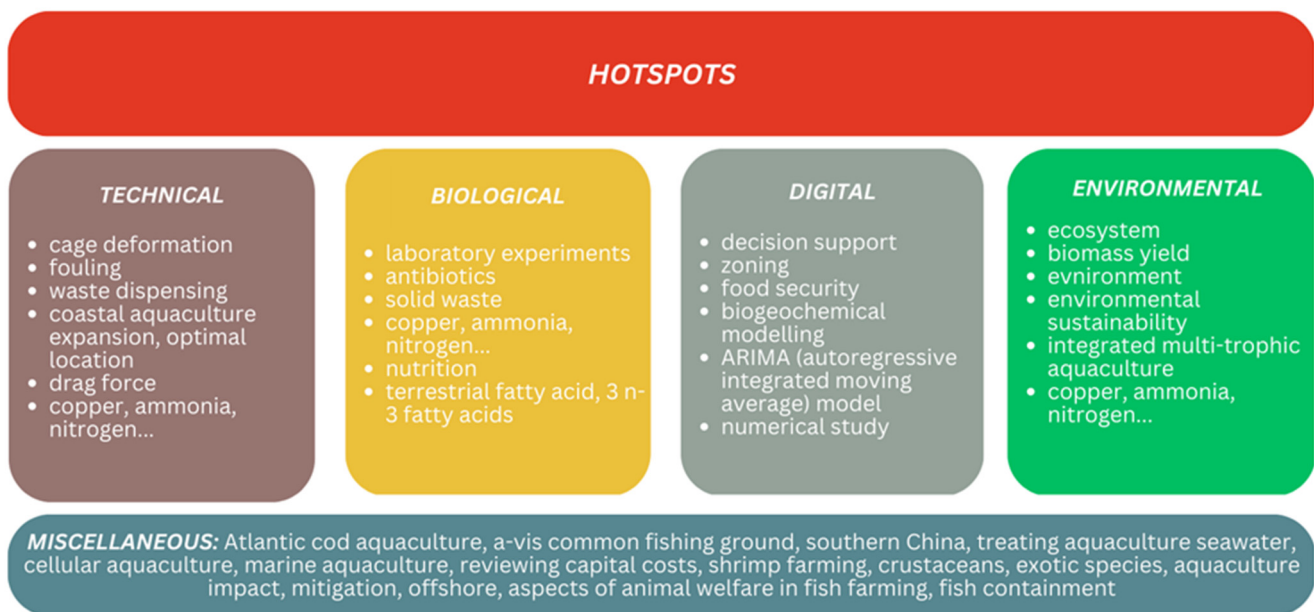 HOTSPOTS
TECHNICAL
• cage deformation
• fouling
• waste dispensing
• coastal aquaculture
expansion, optimal
location
• drag force
• copper, ammonia,
nitrogen...
BIOLOGICAL
• laboratory experiments
• antibiotics
• solid waste
• copper, ammonia,
nitrogen...
• nutrition
• terrestrial fatty acid, 3 n-
3 fatty acids
DIGITAL
• decision support
• zoning
• food security
• biogeochemical
modelling
• ARIMA (autoregressive
integrated moving
average) model
• numerical study
ENVIRONMENTAL
• ecosystem
• biomass yield
• evnironment
• environmental
sustainability
• integrated multi-trophic
aquaculture
• copper, ammonia,
nitrogen...
MISCELLANEOUS: Atlantic cod aquaculture, a-vis common fishing ground, southern China, treating aquaculture seawater,
cellular aquaculture, marine aquaculture, reviewing capital costs, shrimp farming, crustaceans, exotic species, aquaculture
impact, mitigation, offshore, aspects of animal welfare in fish farming, fish containment